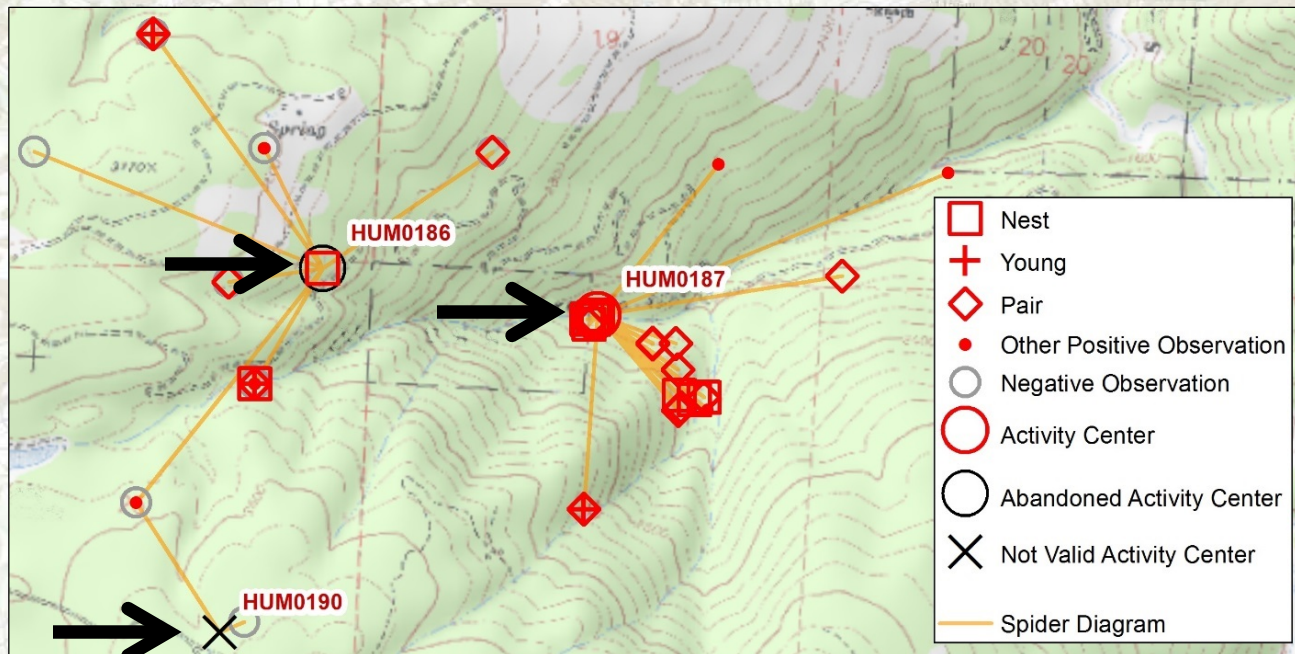 19
20
20
Spring
HUM0186
HUM0187
HUM0190
Nest
Young
Pair
Other Positive Observation
Negative Observation
Activity Center
Abandoned Activity Center
Not Valid Activity Center
Spider Diagram